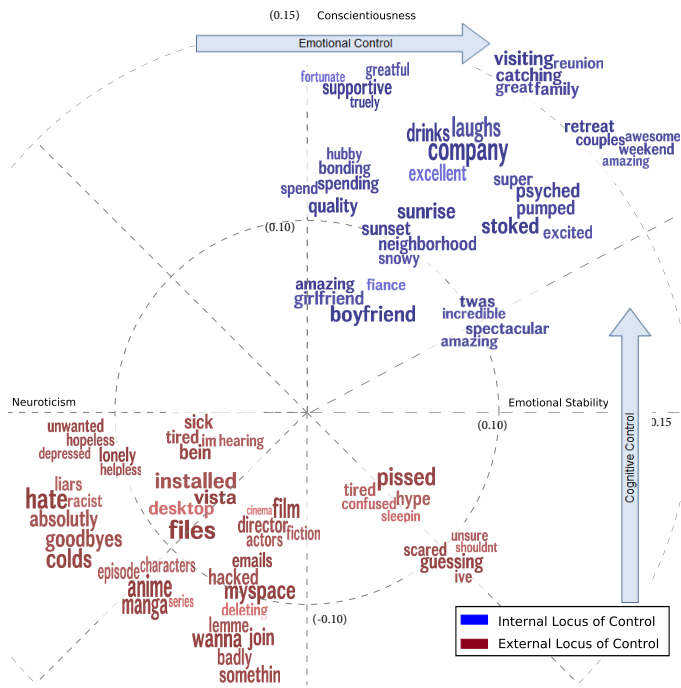 (0.15) Conscientiousness
Emotional Control
visiting reunion
catching
great family
fortunate greatful
supportive
truely
drinks laughs
company
excellent
retreat
couples awesome
weekend
amazing
hubby
bonding
spend spending
quality
super
psyched
pumped
stoked excited
sunrise
sunset
neighborhood
snowy
(0.10)
amazing fiance
girlfriend
boyfriend
twas
incredible
spectacular
amazing
Neuroticism
Emotional Stability
(0.10)
0.15
Cognitive Control
unwanted
hopeless
depressed lonely
helpless
sick
tired im hearing
bein
liars
hate racist
absolutly
goodbyes
colds
installed
vista
desktop
files
cinema film
director
actors fiction
pissed
tired
hype
confused
sleepin
unsure
scared shouldnt
guessing
ive
episode characters
anime
manga series
emails
hacked
myspace
deleting
(-0.10)
lemme
wanna join
badly
somethin
Internal Locus of Control
External Locus of Control